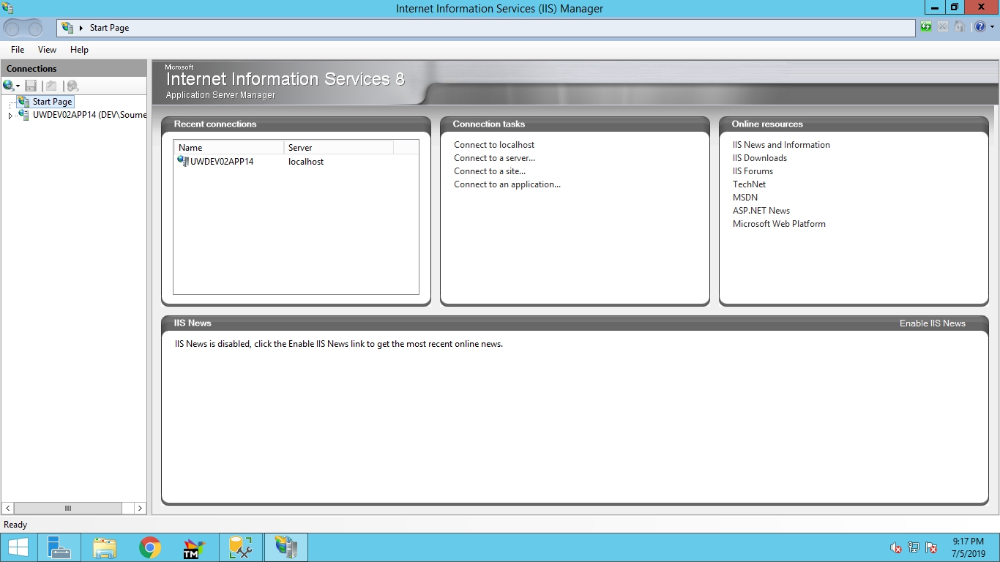 Internet Information Services (IIS) Manager
Start Page
File View Help
Connections
Start Page
UWDEV02APP14 (DEV\Soume
Microsoft
Internet Information Services 8
Application Server Manager
Recent connections
Name Server
UWDEV02APP14 localhost
Connection tasks
Connect to localhost
Connect to a server...
Connect to a site...
Connect to an application...
Online resources
IIS News and Information
IIS Downloads
IIS Forums
TechNet
MSDN
ASP.NET News
Microsoft Web Platform
IIS News Enable IIS News
IIS News is disabled, click the Enable IIS News link to get the most recent online news.
Ready
TM
9:17 PM
7/5/2019